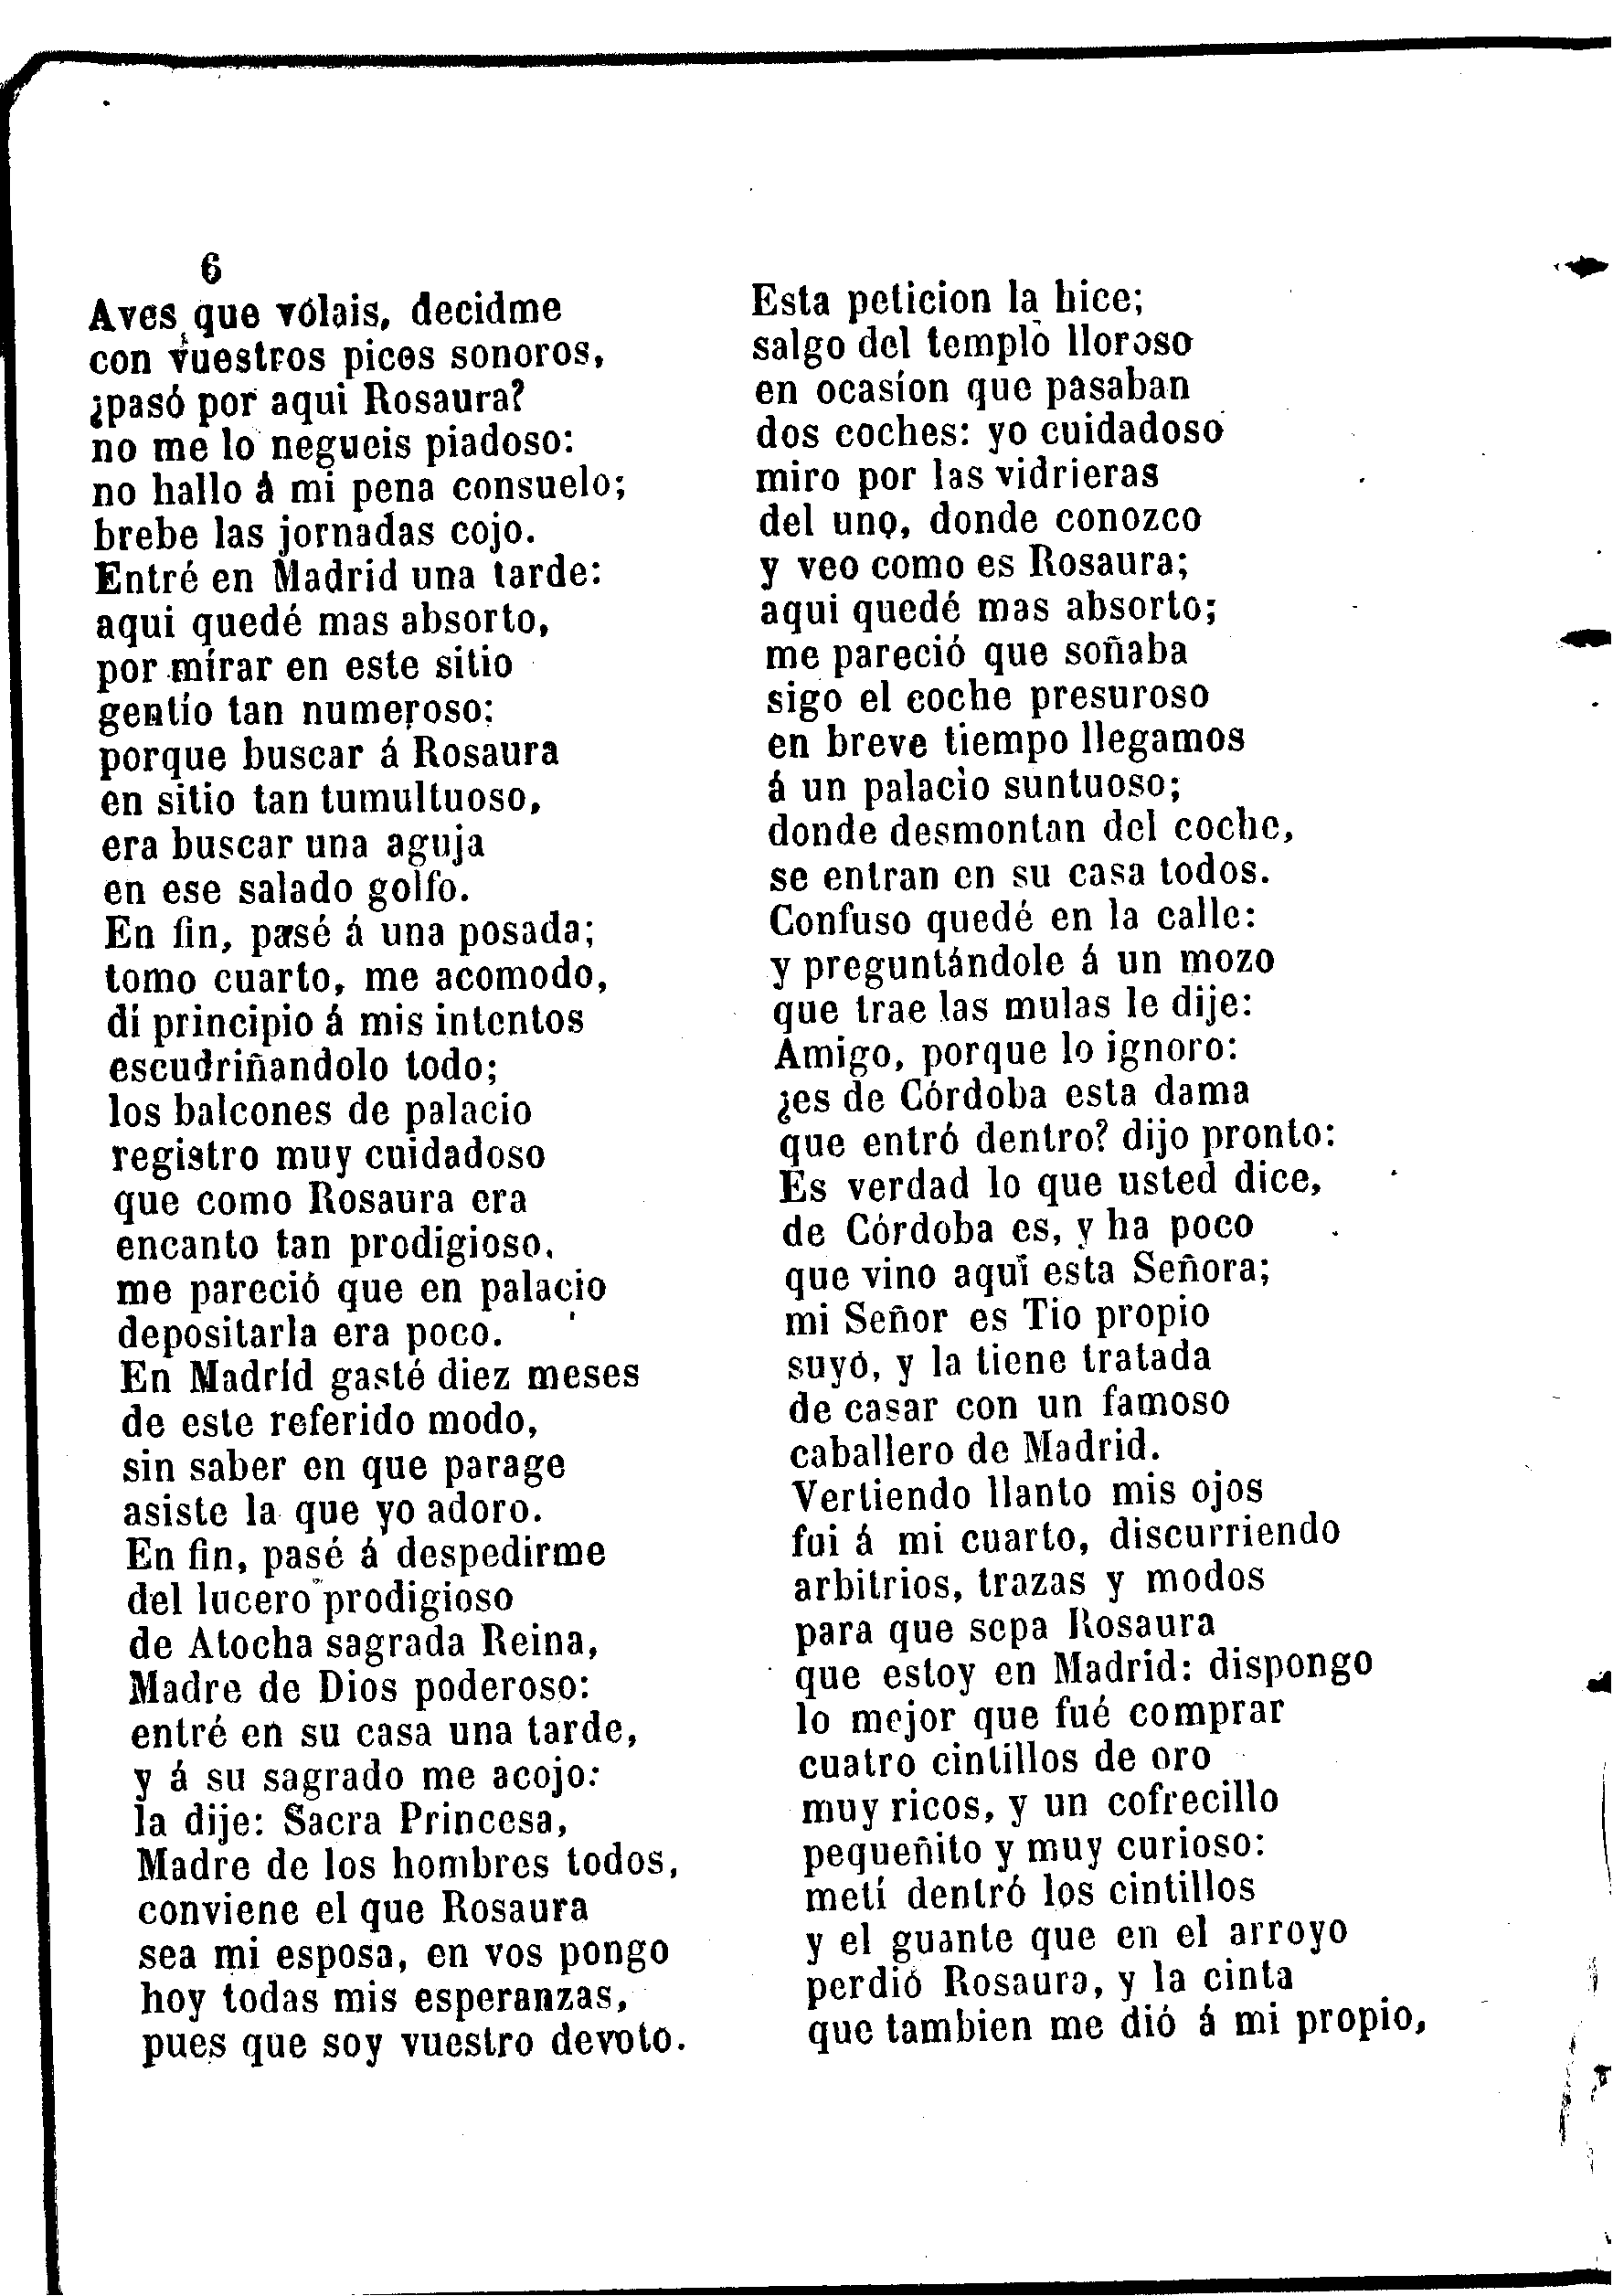 6
Aves que volais, decidme
con vuestros picos sonoros,
¿pasó por aqui Rosaura?
no me lo negueis piadoso:
no hallo á mi pena consuelo;
brebe las jornadas cojo.
Entré en Madrid una tarde:
aqui quedé mas absorto,
por mirar en este sitio
gentío tan numeroso:
porque buscar á Rosaura
en sitio tan tumultuoso,
era buscar una aguja
en ese salado golfo.
En fin, pasé á una posada;
tomo cuarto, me acomodo,
di principio á mis intentos
escudriñandolo todo;
los balcones de palacio
registro muy cuidadoso
que como Rosaura era
encanto tan prodigioso,
me pareció que en palacio
depositarla era poco.
En Madrid gasté diez meses
de este referido modo,
sin saber en que parage
asiste la que yo adoro.
En fin, pasé á despedirme
del lucero prodigioso
de Atocha sagrada Reina,
Madre de Dios poderoso:
entré en su casa una tarde,
y á su sagrado me acojo:
la dije: Sacra Princesa,
Madre de los hombres todos,
conviene el que Rosaura
sea mi esposa, en vos pongo
hoy todas mis esperanzas,
pues que soy vuestro devoto.
Esta peticion la hice;
salgo del templo lloroso
en ocasion que pasaban
dos coches: yo cuidadoso
miro por las vidrieras
del uno, donde conozco
y veo como es Rosaura;
aqui quedé mas absorto;
me pareció que soñaba
sigo el coche presuroso
en breve tiempo llegamos
á un palacio suntuoso;
donde desmontan del coche,
se entran en su casa todos.
Confuso quedé en la calle:
y preguntándole á un mozo
que trae las mulas le dije:
Amigo, porque lo ignoro:
¿es de Córdoba esta dama
que entró dentro? dijo pronto:
Es verdad lo que usted dice,
de Córdoba es, y ha poco
que vino aqui esta Señora;
mi Señor es Tio propio
suyo, y la tiene tratada
de casar con un famoso
caballero de Madrid.
Vertiendo llanto mis ojos
fui á mi cuarto, discurriendo
arbitrios, trazas y modos
para que sepa Rosaura
que estoy en Madrid: dispongo
lo mejor que fué comprar
cuatro cintillos de oro
muy ricos, y un cofrecillo
pequeñito y muy curioso:
metí dentró los cintillos
y el guante que en el arroyo
perdió Rosaura, y la cinta
que tambien me dió á mi propio,